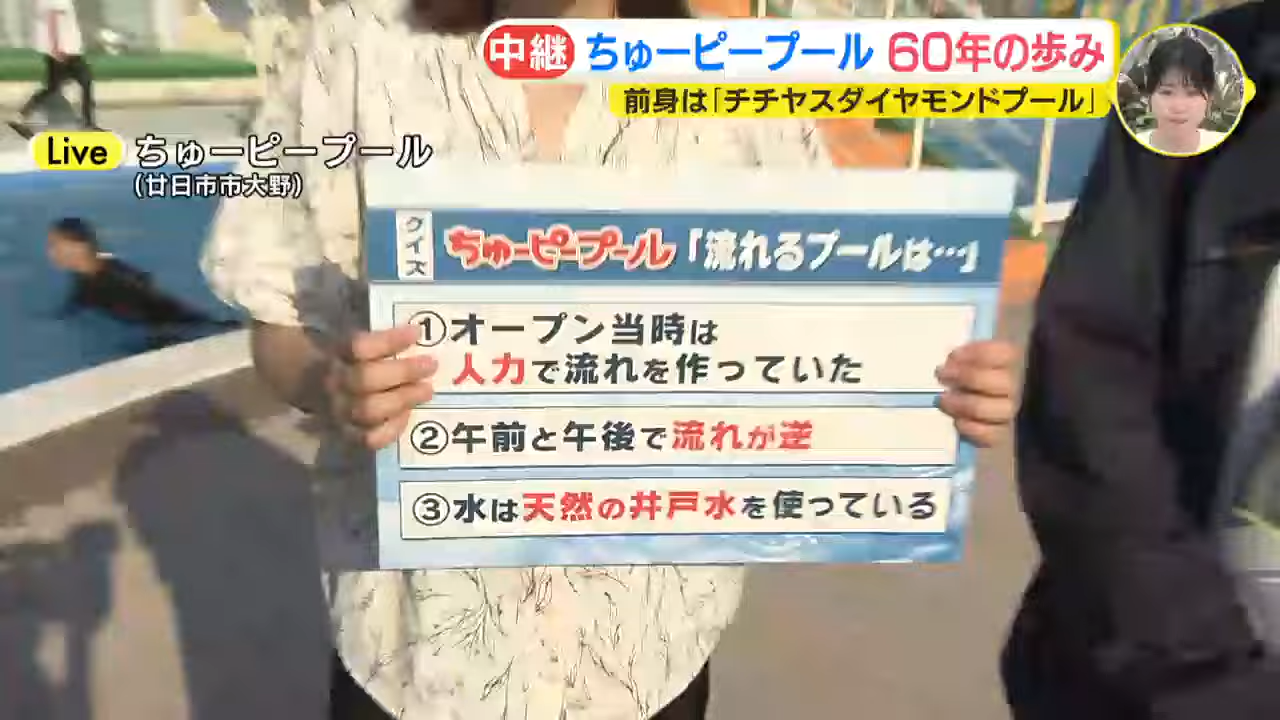 中継 ちゅーピープール 60年の歩み
前身は「チチヤスダイヤモンドプール」
Live ちゅーピープール
(廿日市市大野)
クイズ ちゅーピープール「流れるプールは…」
①オープン当時は
人力で流れを作っていた
②午前と午後で流れが逆
③水は天然の井戸水を使っている